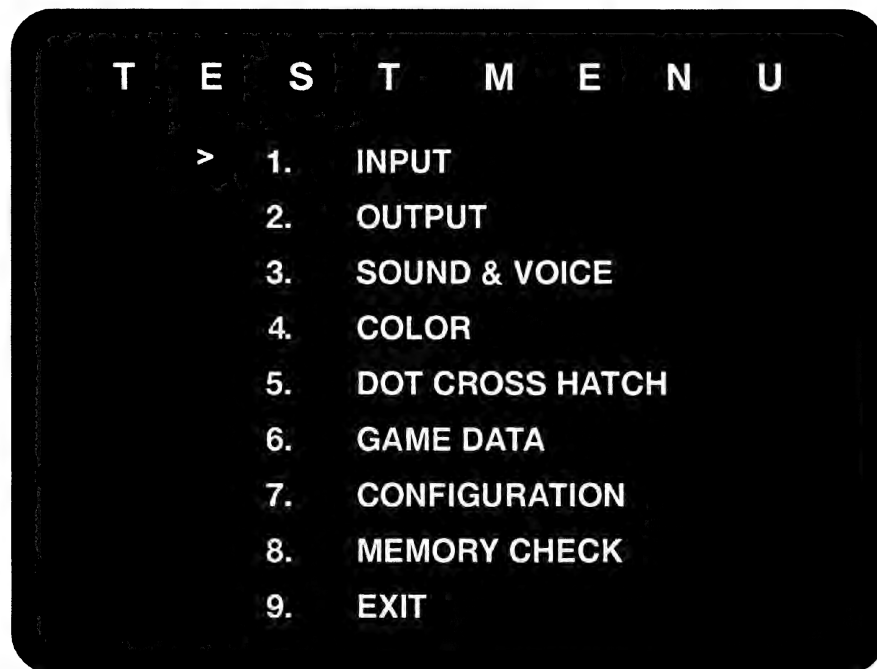 T E S T M E N U
> 1. INPUT
2. OUTPUT
3. SOUND & VOICE
4. COLOR
5. DOT CROSS HATCH
6. GAME DATA
7. CONFIGURATION
8. MEMORY CHECK
9. EXIT